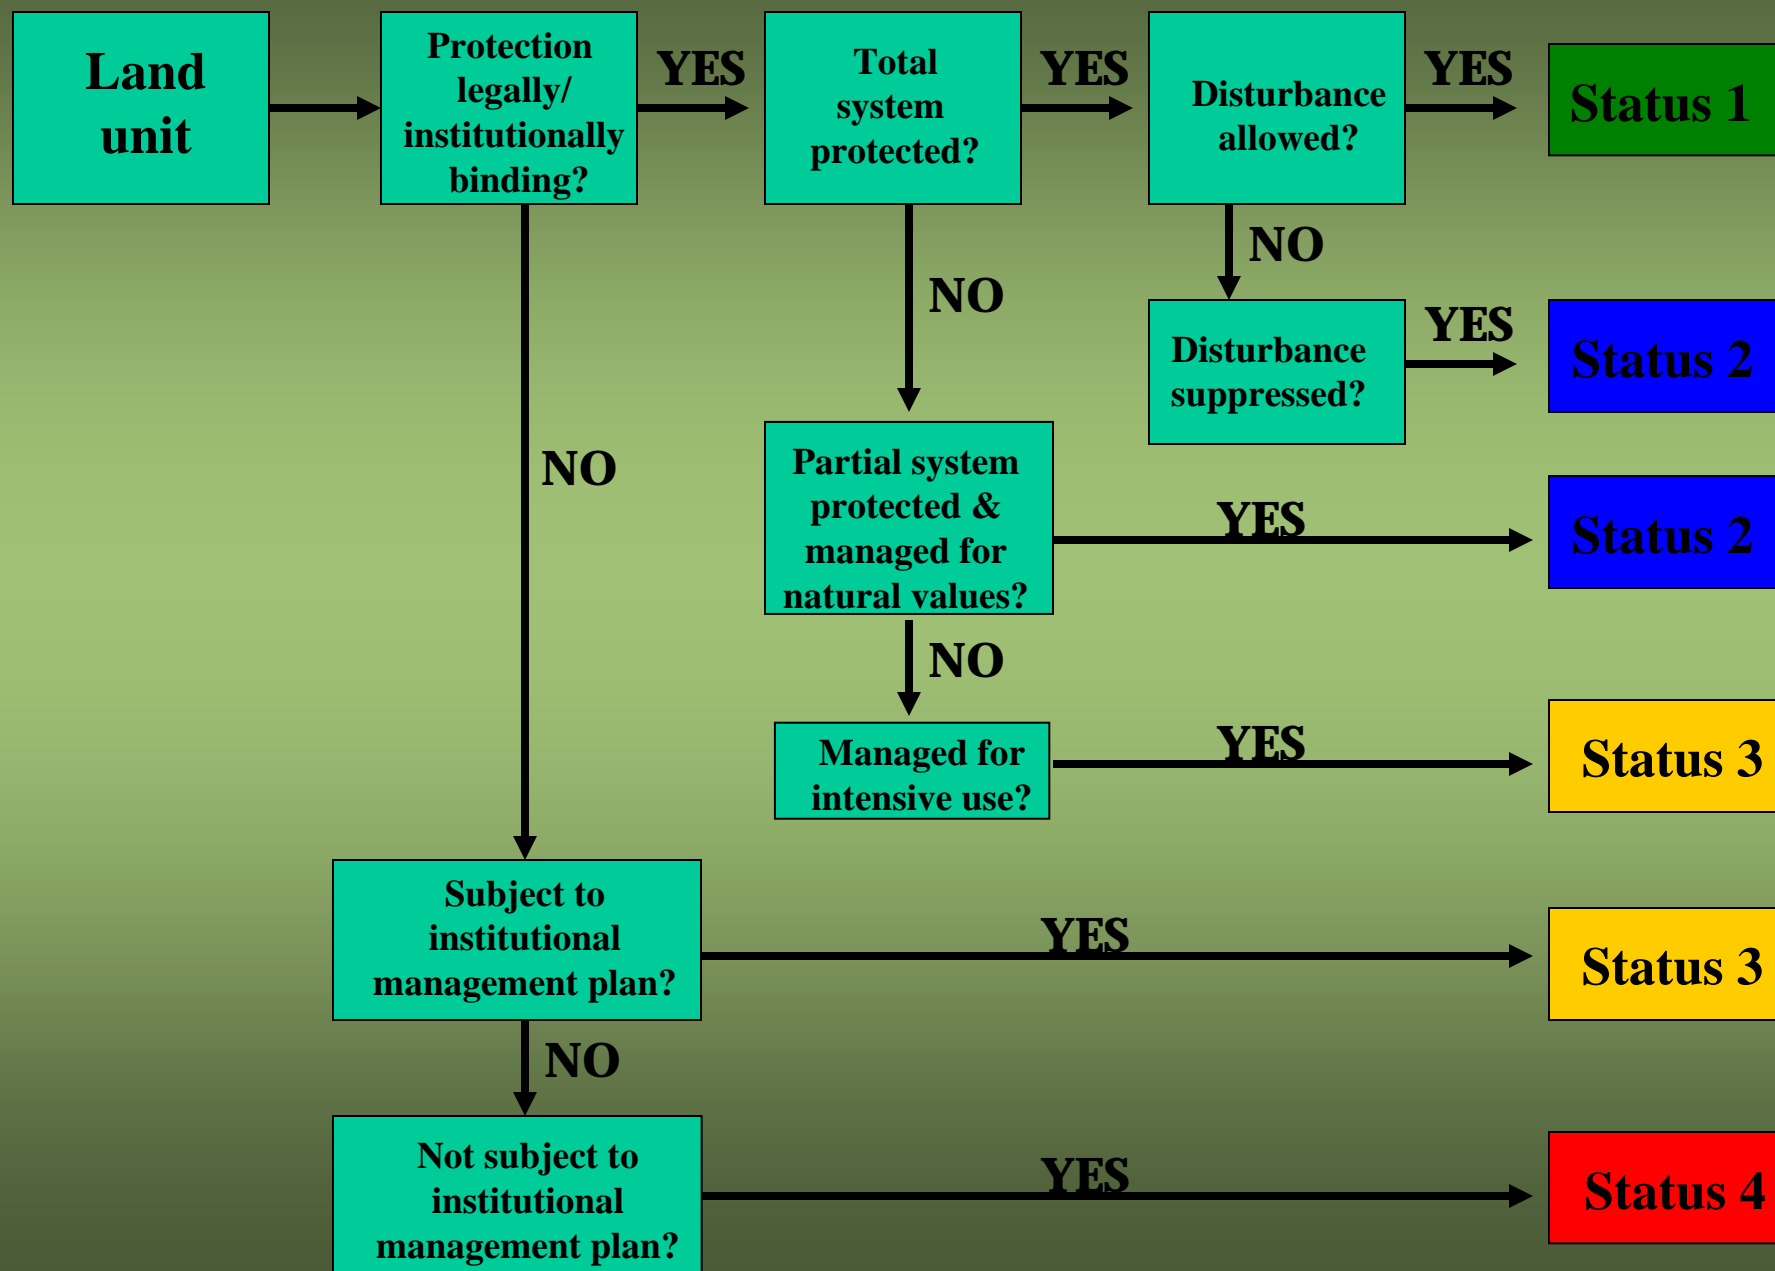 Land
unit
Protection
legally/
institutionally
binding?
YES
Total
system
protected?
YES
Disturbance
allowed?
YES
Status 1
NO
NO
NO
Disturbance
suppressed?
YES
Status 2
Partial system
protected &
managed for
natural values?
YES
Status 2
NO
Managed for
intensive use?
YES
Status 3
Subject to
institutional
management plan?
YES
Status 3
NO
Not subject to
institutional
management plan?
YES
Status 4